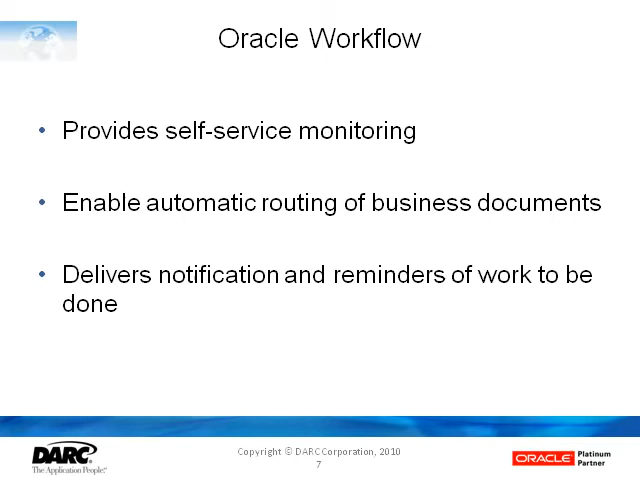 Oracle Workflow
• Provides self-service monitoring
• Enable automatic routing of business documents
• Delivers notification and reminders of work to be
done
DARC
The Application People.
Copyright © DARC Corporation, 2010
7
ORACLE
Platinum
Partner